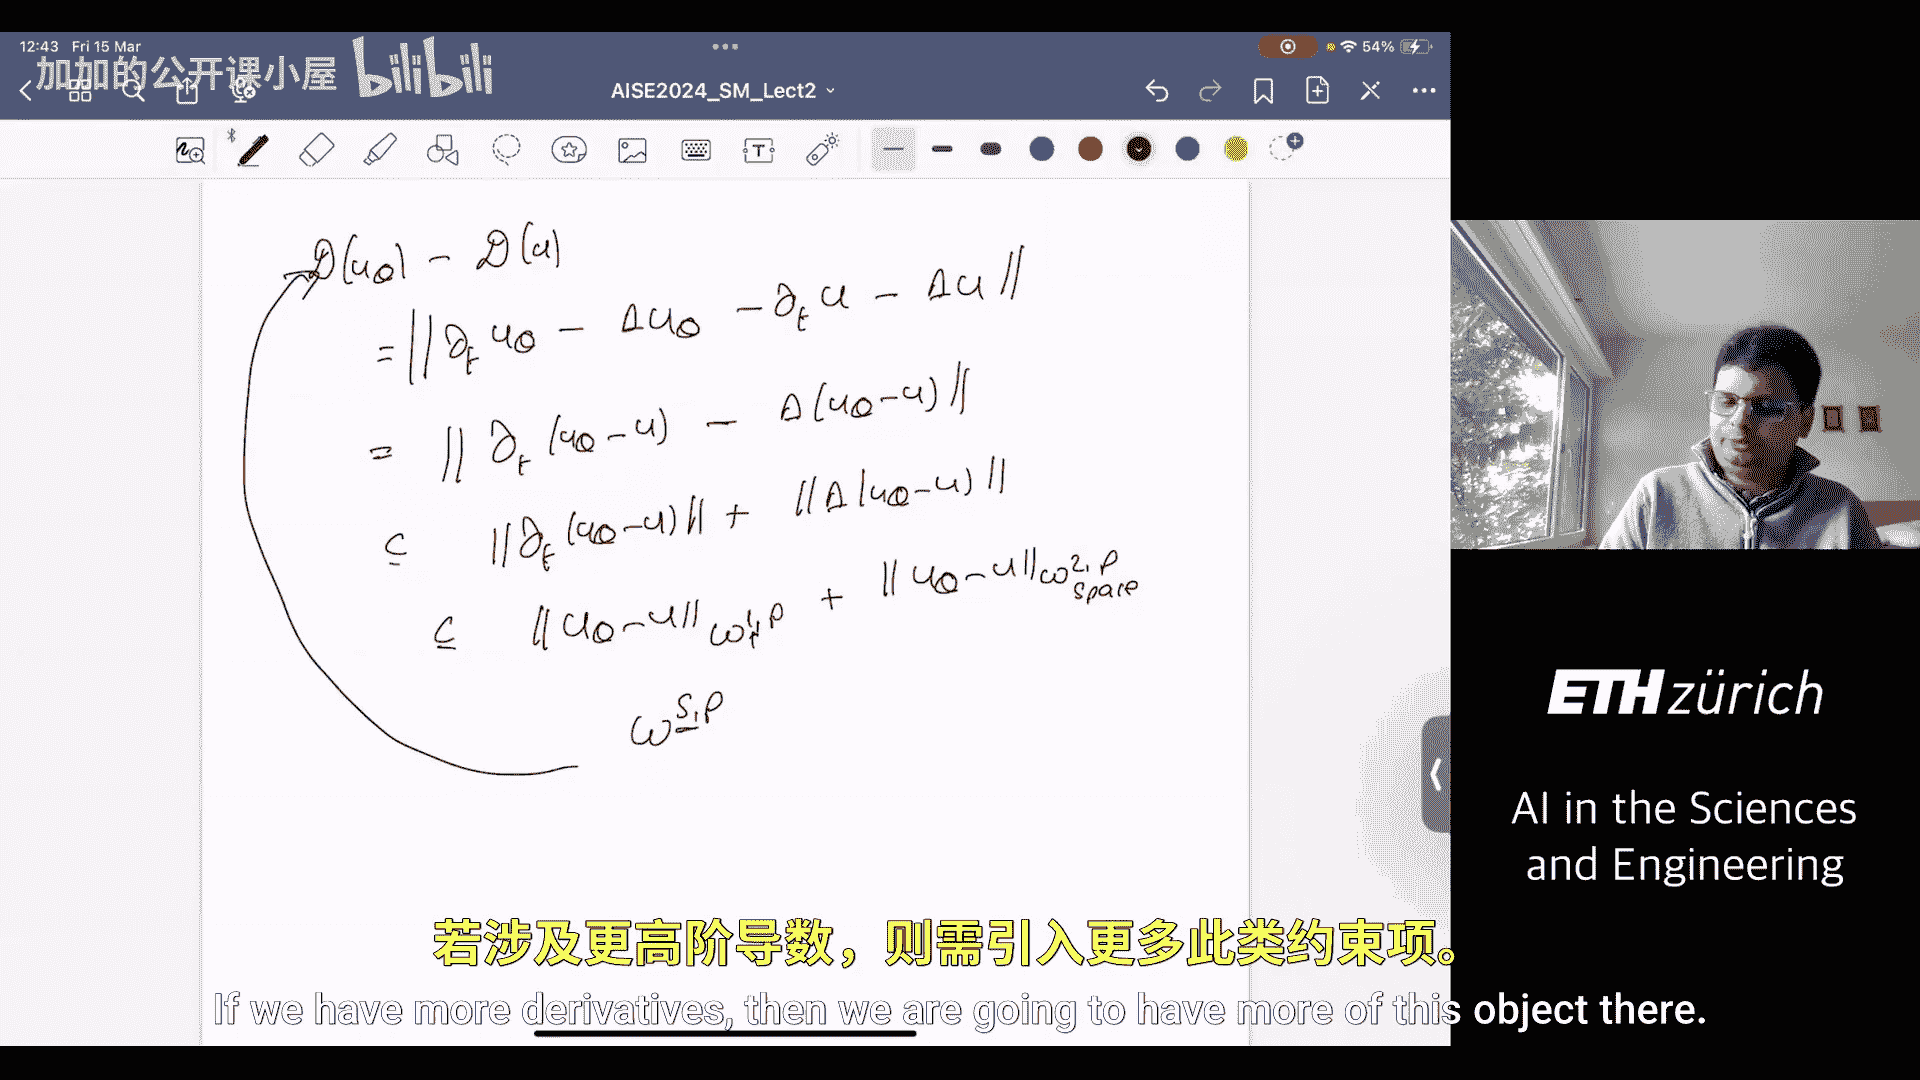 12:43 Fri 15 Mar
54%
加加的公开课小屋 bilibili
AISE2024_SM_Lect2
T
D(u_θ) - D(u)
= ||∂_t u_θ - Δu_θ - ∂_t u - Δu||
= ||∂_t (u_θ - u) - Δ(u_θ - u)||
≤ ||∂_t (u_θ - u)|| + ||Δ(u_θ - u)||
≤ ||u_θ - u||_{W_t^{1,p}} + ||u_θ - u||_{W^{2,p}_{space}}
W^{s,p}
ETH zürich
AI in the Sciences
and Engineering
若涉及更高阶导数，则需引入更多此类约束项。
If we have more derivatives, then we are going to have more of this object there.